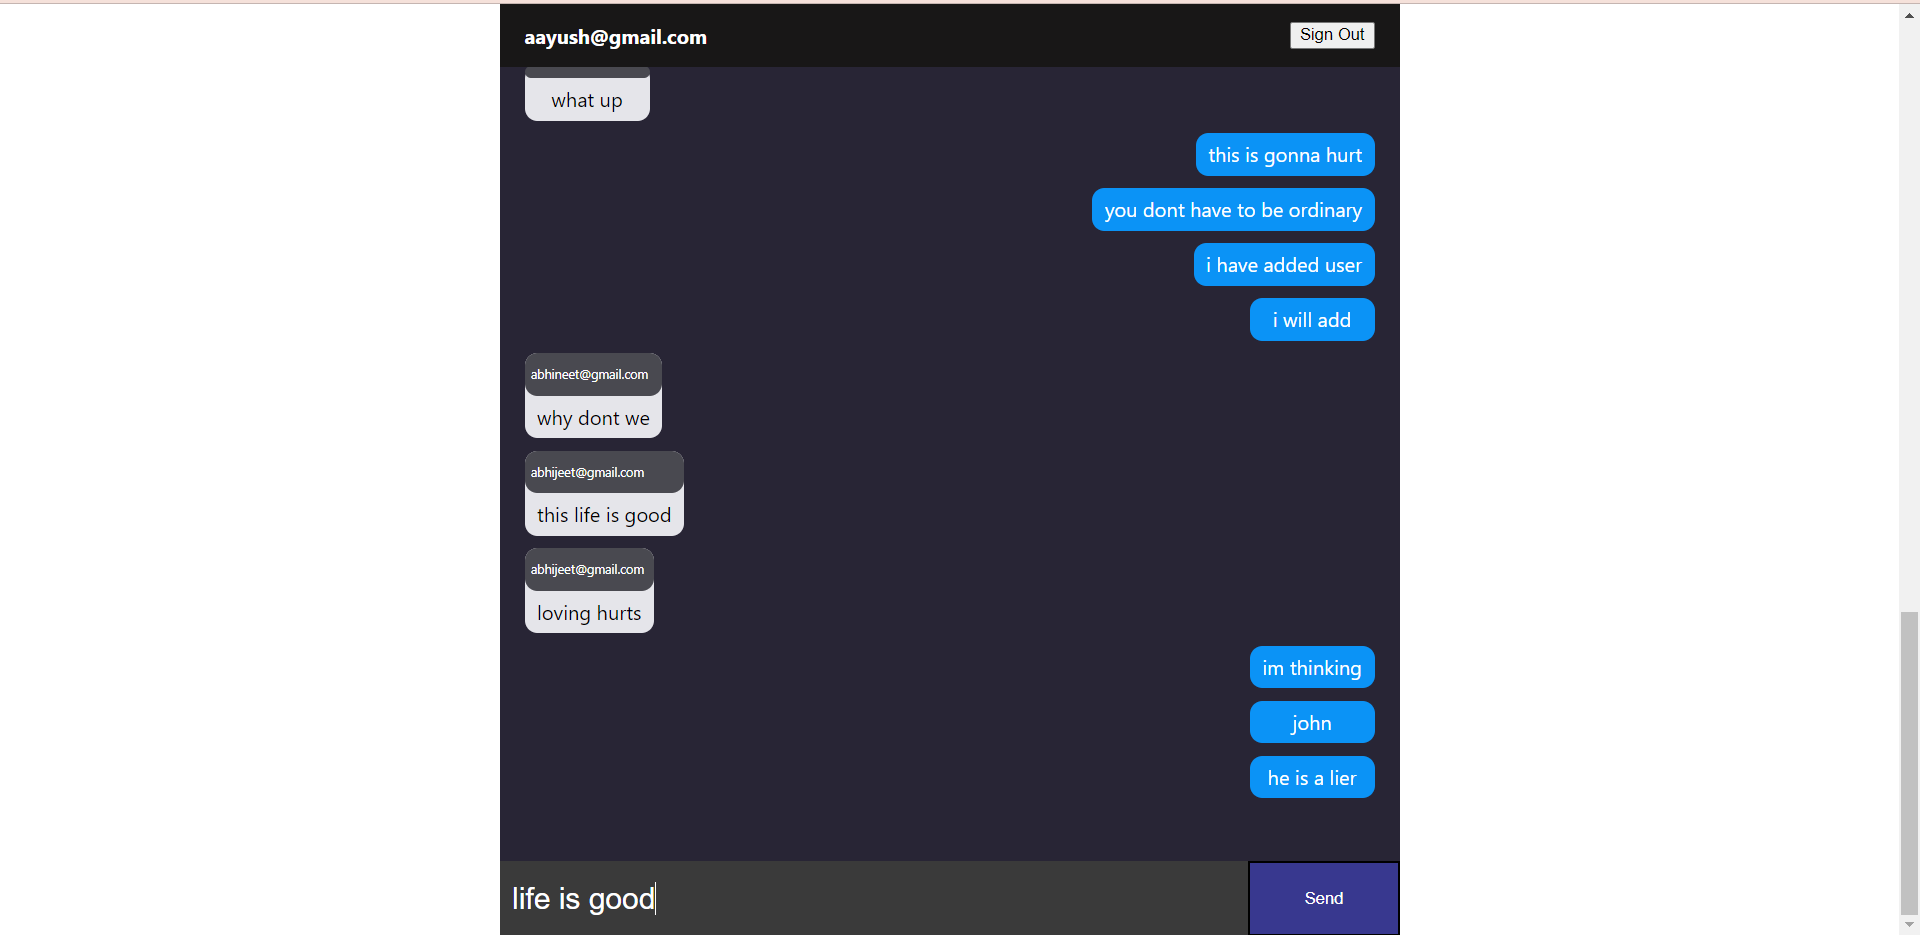 aayush@gmail.com
Sign Out
what up
this is gonna hurt
you dont have to be ordinary
i have added user
i will add
abhineet@gmail.com
why dont we
abhijeet@gmail.com
this life is good
abhijeet@gmail.com
loving hurts
im thinking
john
he is a lier
life is good
Send